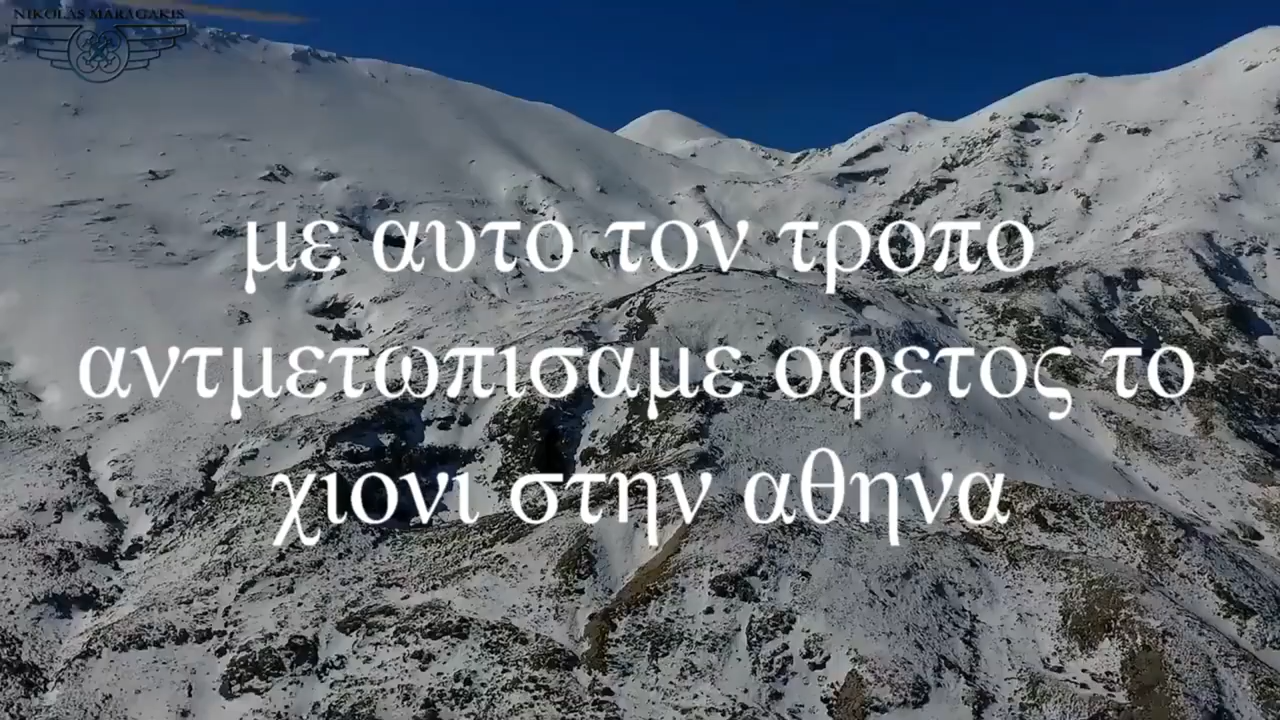 NIKOLAS MARAGAKIS
με αυτο τον τροπο
αντμετωπισαμε οφετος το
χιονι στην αθηνα